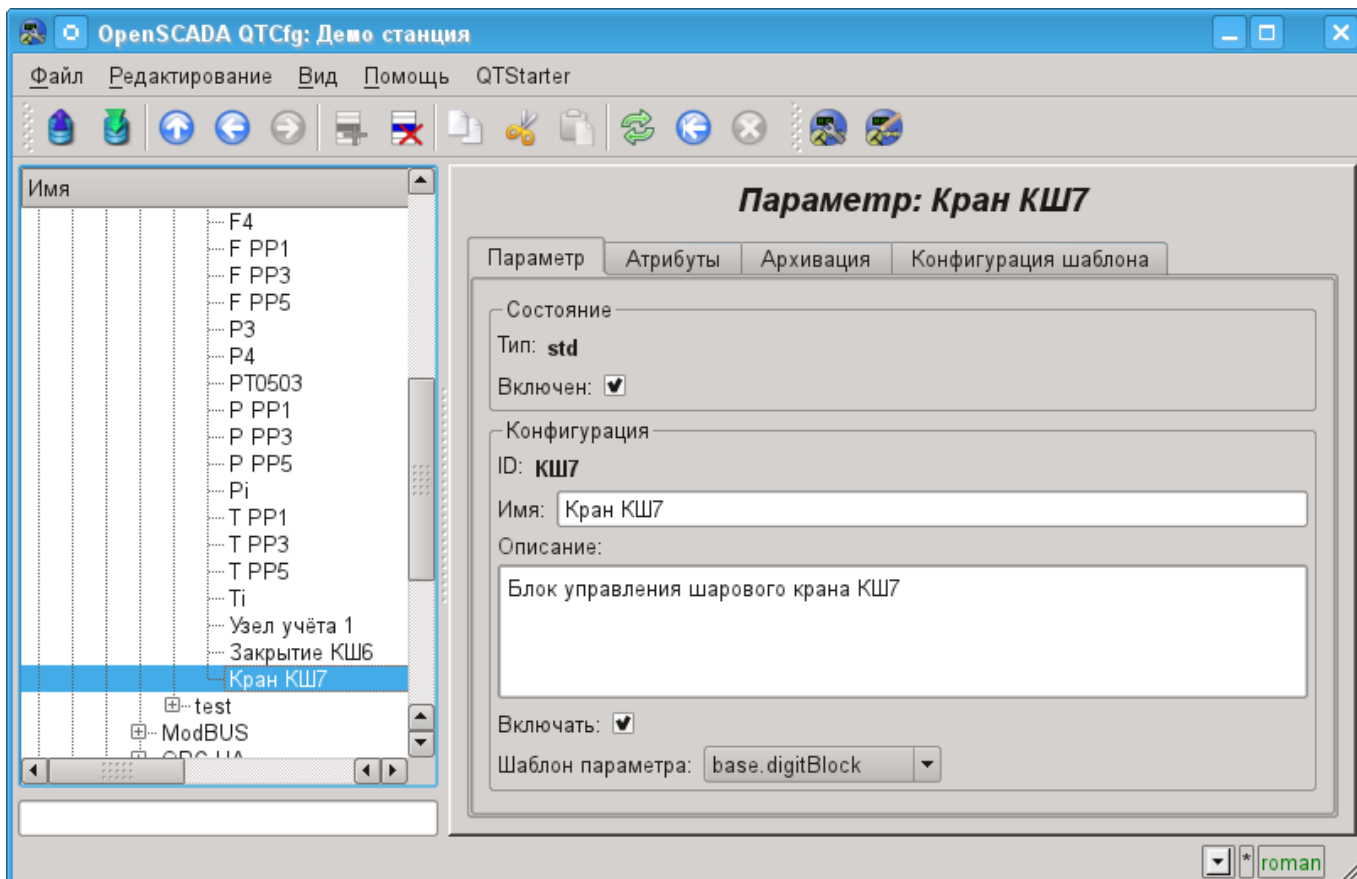 OpenSCADA QTCfg: Демо станция
Файл Редактирование Вид Помощь QTStarter
Имя
F4
F PP1
F PP3
F PP5
P3
P4
PT0503
P PP1
P PP3
P PP5
Pi
T PP1
T PP3
T PP5
Ti
Узел учёта 1
Закрытие КШ6
Кран КШ7
test
ModBUS
Параметр: Кран КШ7
Параметр Атрибуты Архивация Конфигурация шаблона
Состояние
Тип: std
Включен:
Конфигурация
ID: КШ7
Имя: Кран КШ7
Описание:
Блок управления шарового крана КШ7
Включать:
Шаблон параметра: base.digitBlock
* roman